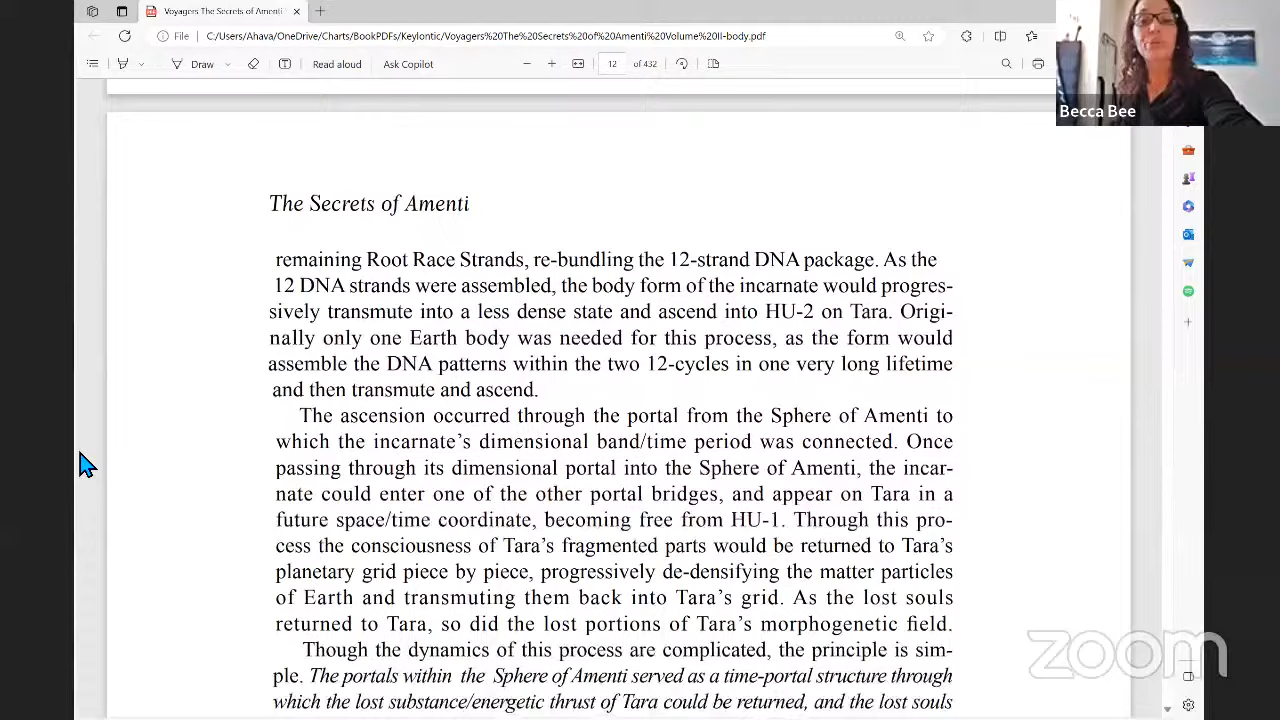 Voyagers The Secrets of Amenti
File C:/Users/Ahava/OneDrive/Charts/BookPDFs/Keylontic/Voyagers%20The%20Secrets%20of%20Amenti%20Volume%20II-body.pdf
Draw Read aloud Ask Copilot 12 of 432
Becca Bee
The Secrets of Amenti
remaining Root Race Strands, re-bundling the 12-strand DNA package. As the
12 DNA strands were assembled, the body form of the incarnate would progres-
sively transmute into a less dense state and ascend into HU-2 on Tara. Origi-
nally only one Earth body was needed for this process, as the form would
assemble the DNA patterns within the two 12-cycles in one very long lifetime
and then transmute and ascend.
The ascension occurred through the portal from the Sphere of Amenti to
which the incarnate's dimensional band/time period was connected. Once
passing through its dimensional portal into the Sphere of Amenti, the incar-
nate could enter one of the other portal bridges, and appear on Tara in a
future space/time coordinate, becoming free from HU-1. Through this pro-
cess the consciousness of Tara's fragmented parts would be returned to Tara's
planetary grid piece by piece, progressively de-densifying the matter particles
of Earth and transmuting them back into Tara's grid. As the lost souls
returned to Tara, so did the lost portions of Tara's morphogenetic field.
Though the dynamics of this process are complicated, the principle is sim-
ple. The portals within the Sphere of Amenti served as a time-portal structure through
which the lost substance/energetic thrust of Tara could be returned, and the lost souls
zoom